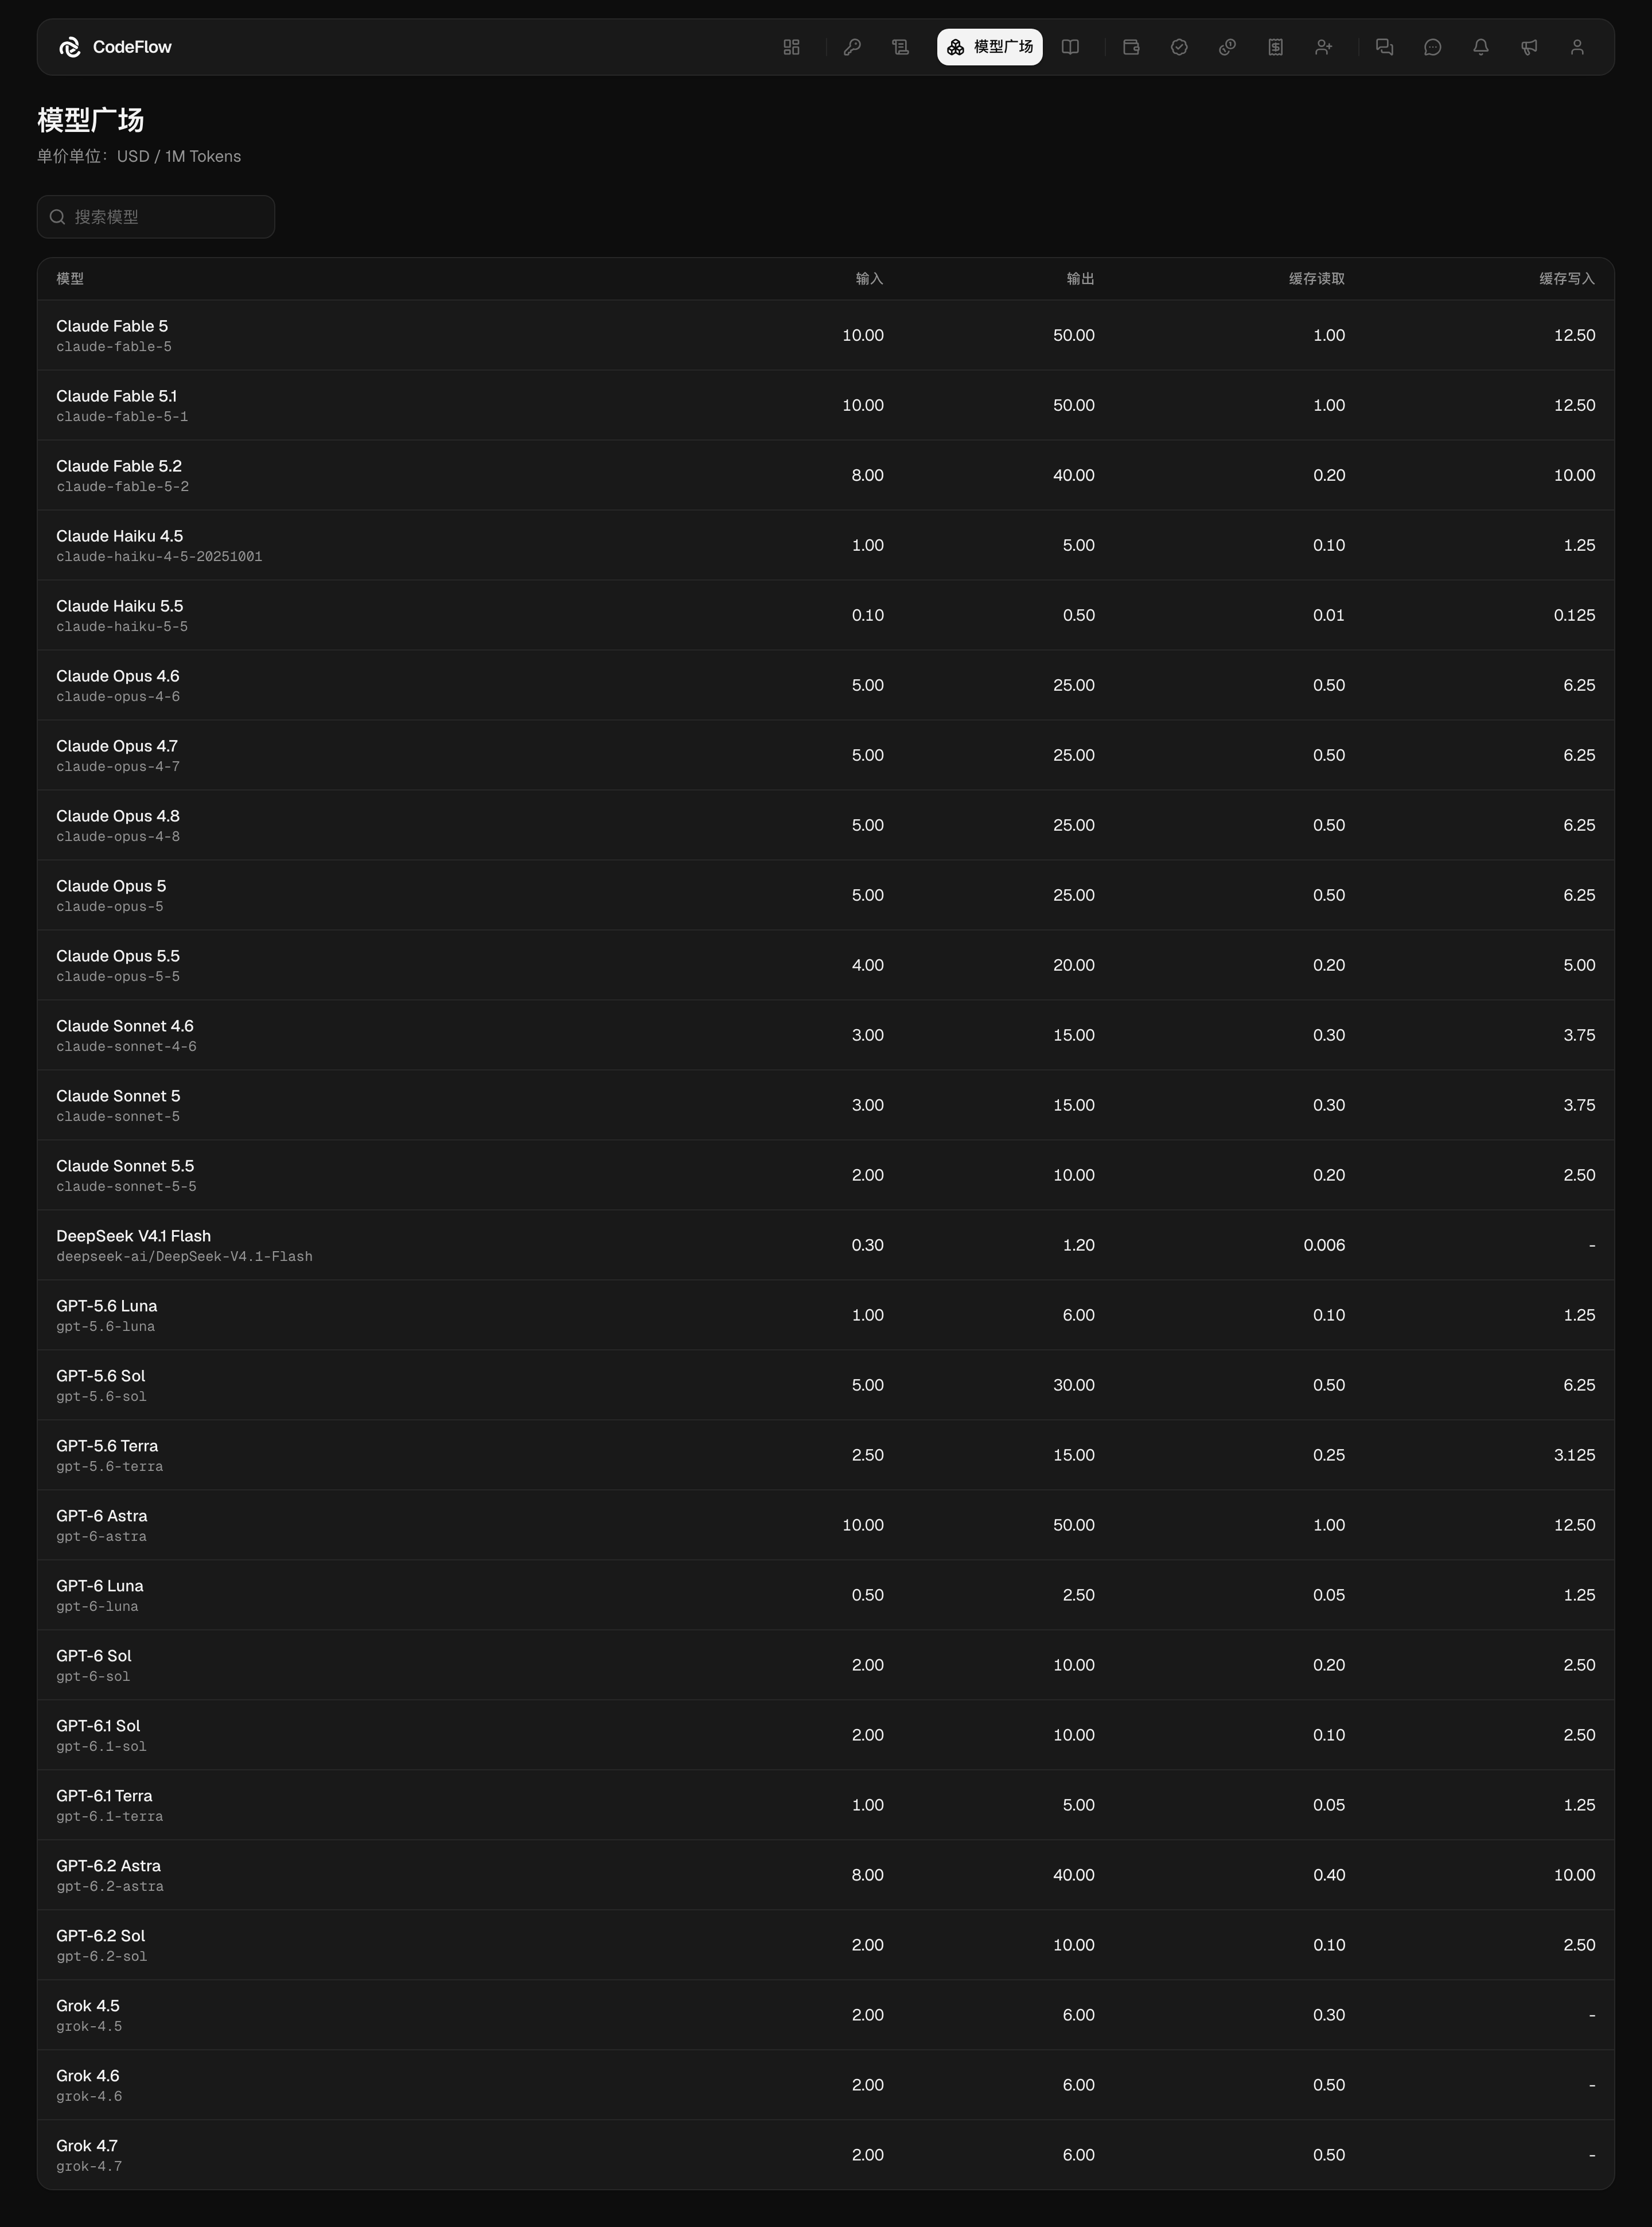 CodeFlow
模型广场
模型广场
单价单位：USD / 1M Tokens
搜索模型
模型 输入 输出 缓存读取 缓存写入
Claude Fable 5
claude-fable-5
10.00 50.00 1.00 12.50
Claude Fable 5.1
claude-fable-5-1
10.00 50.00 1.00 12.50
Claude Fable 5.2
claude-fable-5-2
8.00 40.00 0.20 10.00
Claude Haiku 4.5
claude-haiku-4-5-20251001
1.00 5.00 0.10 1.25
Claude Haiku 5.5
claude-haiku-5-5
0.10 0.50 0.01 0.125
Claude Opus 4.6
claude-opus-4-6
5.00 25.00 0.50 6.25
Claude Opus 4.7
claude-opus-4-7
5.00 25.00 0.50 6.25
Claude Opus 4.8
claude-opus-4-8
5.00 25.00 0.50 6.25
Claude Opus 5
claude-opus-5
5.00 25.00 0.50 6.25
Claude Opus 5.5
claude-opus-5-5
4.00 20.00 0.20 5.00
Claude Sonnet 4.6
claude-sonnet-4-6
3.00 15.00 0.30 3.75
Claude Sonnet 5
claude-sonnet-5
3.00 15.00 0.30 3.75
Claude Sonnet 5.5
claude-sonnet-5-5
2.00 10.00 0.20 2.50
DeepSeek V4.1 Flash
deepseek-ai/DeepSeek-V4.1-Flash
0.30 1.20 0.006 -
GPT-5.6 Luna
gpt-5.6-luna
1.00 6.00 0.10 1.25
GPT-5.6 Sol
gpt-5.6-sol
5.00 30.00 0.50 6.25
GPT-5.6 Terra
gpt-5.6-terra
2.50 15.00 0.25 3.125
GPT-6 Astra
gpt-6-astra
10.00 50.00 1.00 12.50
GPT-6 Luna
gpt-6-luna
0.50 2.50 0.05 1.25
GPT-6 Sol
gpt-6-sol
2.00 10.00 0.20 2.50
GPT-6.1 Sol
gpt-6.1-sol
2.00 10.00 0.10 2.50
GPT-6.1 Terra
gpt-6.1-terra
1.00 5.00 0.05 1.25
GPT-6.2 Astra
gpt-6.2-astra
8.00 40.00 0.40 10.00
GPT-6.2 Sol
gpt-6.2-sol
2.00 10.00 0.10 2.50
Grok 4.5
grok-4.5
2.00 6.00 0.30 -
Grok 4.6
grok-4.6
2.00 6.00 0.50 -
Grok 4.7
grok-4.7
2.00 6.00 0.50 -